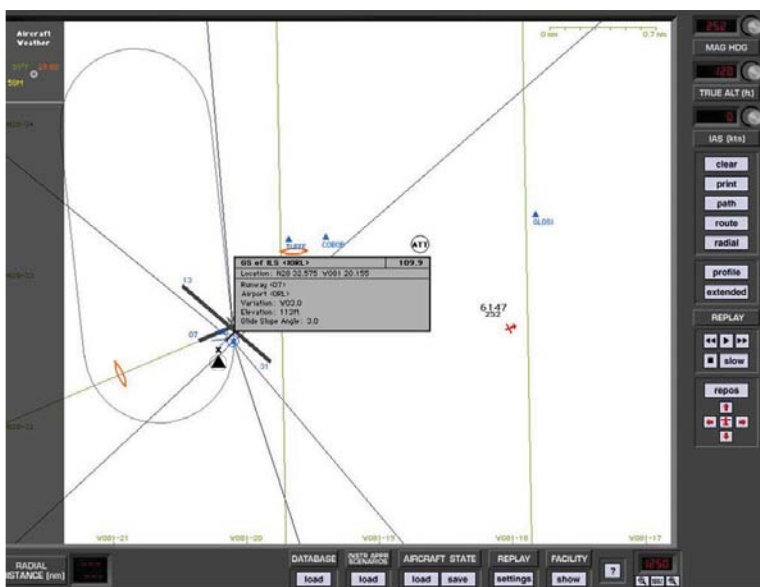 Aircraft
Weather
0 nm
0.7 nm
252
MAG HDG
120
TRUE ALT (ft)
0
IAS (kts)
clear
print
path
route
radial
profile
extended
REPLAY
slow
repos
ATT
GS of ILS <IORL>
109.9
Location: N28 32.575, W081 20.155
Runway <07>
Airport <ORL>
Variation: W03.0
Elevation: 113ft
Glide Slope Angle: 3.0
13
07
31
X
6147
252
W081-21
W081-20
W081-19
W081-18
W081-17
RADIAL
DISTANCE [nm]
DATABASE
load
INSTR APPR
SCENARIOS
load
AIRCRAFT STATE
load
save
REPLAY
settings
FACILITY
show
?
1250